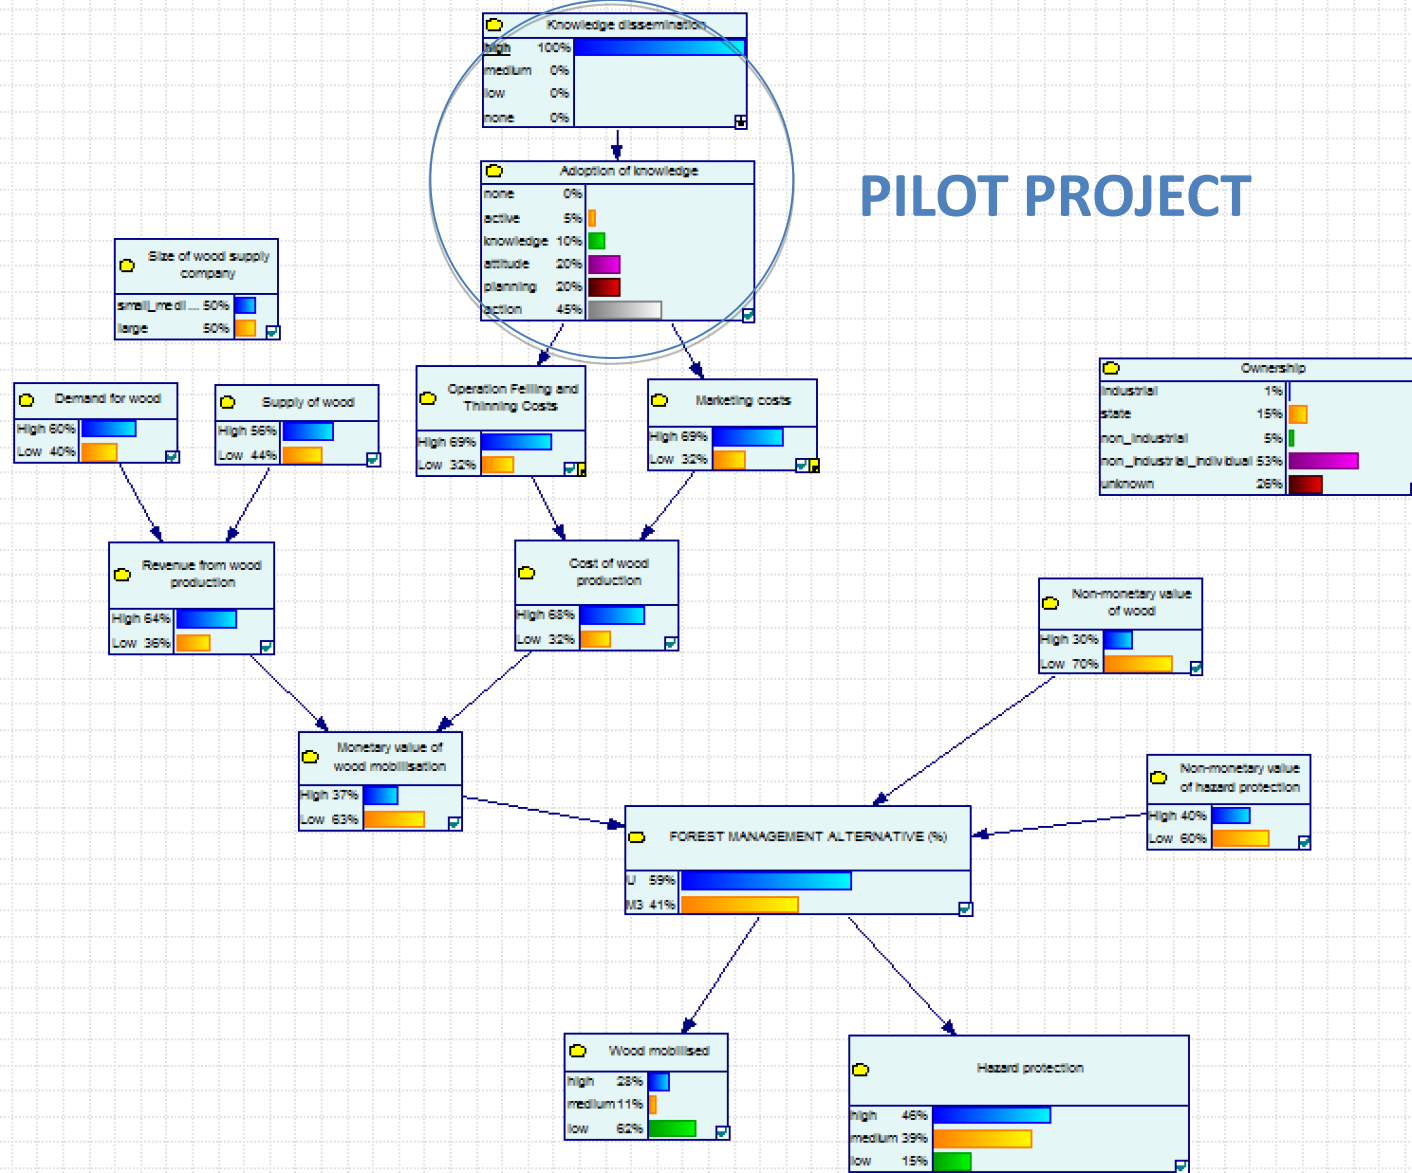 Knowledge dissemination
high 100%
medium 0%
low 0%
none 0%
Adoption of knowledge
none 0%
active 5%
knowledge 10%
attitude 20%
planning 20%
action 45%
PILOT PROJECT
Size of wood supply
company
small_medi... 50%
large 50%
Demand for wood
High 60%
Low 40%
Supply of wood
High 56%
Low 44%
Operation Felling and
Thinning Costs
High 69%
Low 32%
Marketing costs
High 69%
Low 32%
Ownership
industrial 1%
state 15%
non_industrial 5%
non_industrial_individual 53%
unknown 26%
Revenue from wood
production
High 64%
Low 36%
Cost of wood
production
High 68%
Low 32%
Non-monetary value
of wood
High 30%
Low 70%
Monetary value of
wood mobilisation
High 37%
Low 63%
Non-monetary value
of hazard protection
High 40%
Low 60%
FOREST MANAGEMENT ALTERNATIVE (%)
U 59%
M3 41%
Wood mobilised
high 28%
medium 11%
low 62%
Hazard protection
high 46%
medium 39%
low 15%